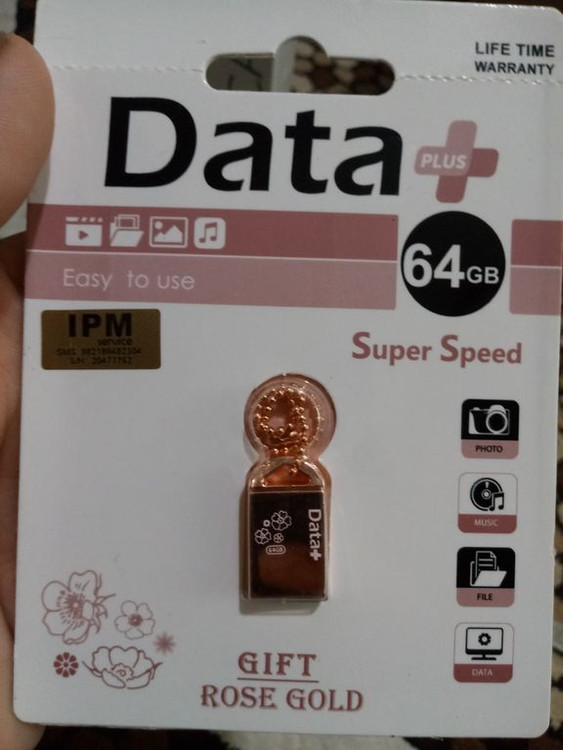 LIFE TIME
WARRANTY
Data
PLUS
64GB
Easy to use
IPM
service
Super Speed
PHOTO
Data+
64GB
MUSIC
FILE
DATA
GIFT
ROSE GOLD